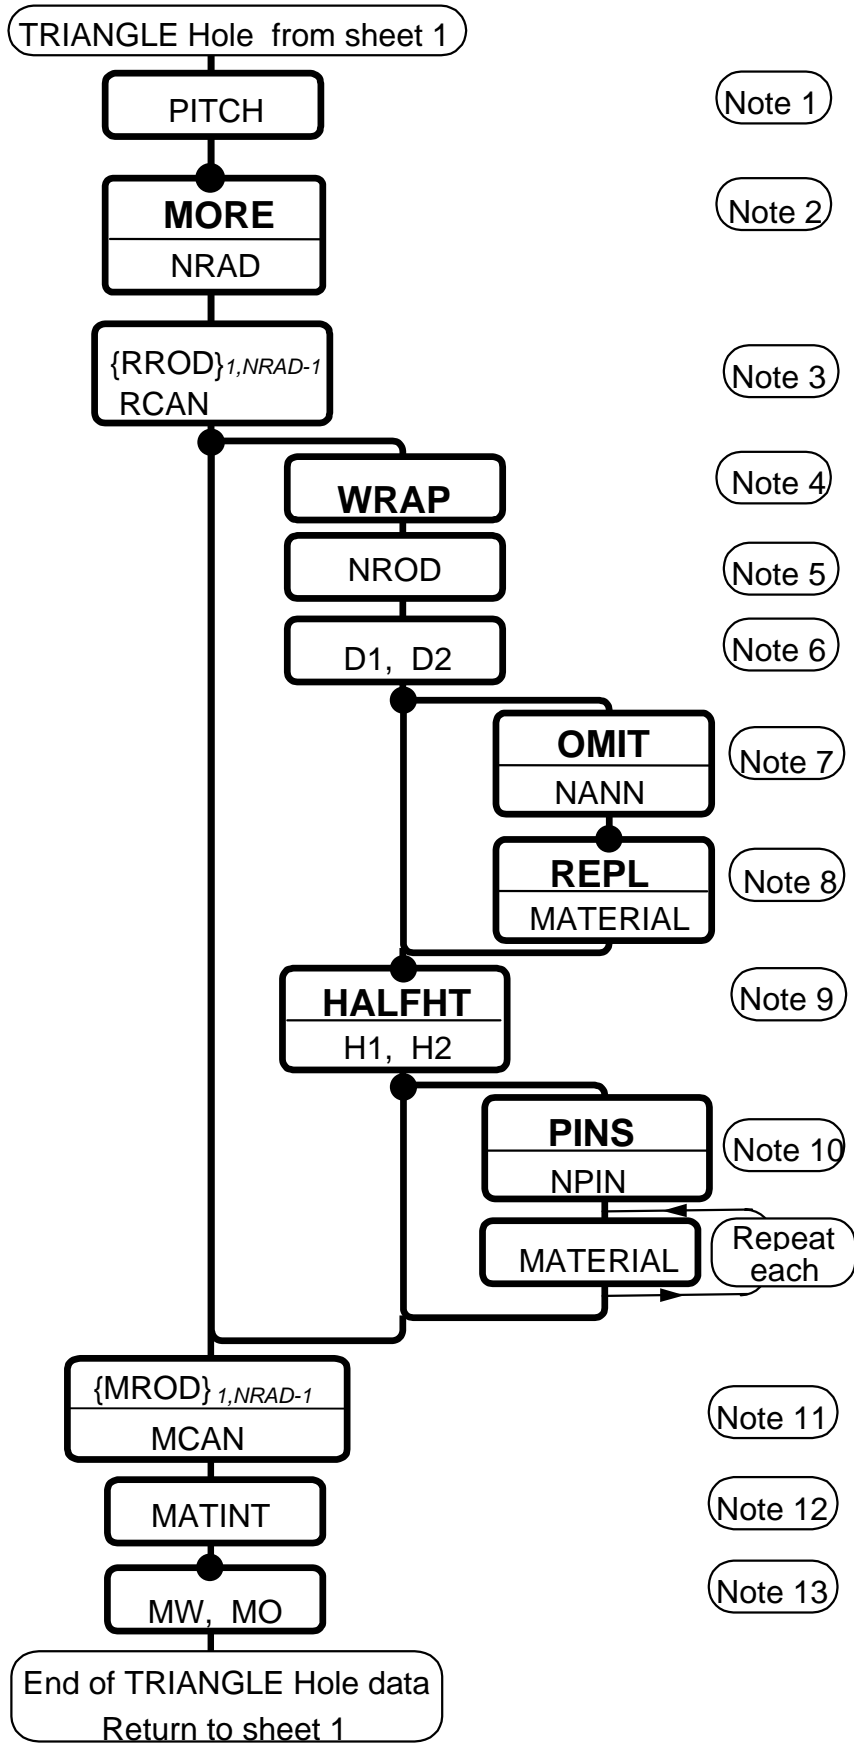 TRIANGLE Hole from sheet 1
PITCH
Note 1
MORE
Note 2
NRAD
{RROD}1,NRAD-1
Note 3
RCAN
WRAP
Note 4
NROD
Note 5
D1, D2
Note 6
OMIT
Note 7
NANN
REPL
Note 8
MATERIAL
HALFHT
Note 9
H1, H2
PINS
Note 10
NPIN
Repeat
MATERIAL
each
{MROD} 1,NRAD-1
Note 11
MCAN
MATINT
Note 12
MW, MO
Note 13
End of TRIANGLE Hole data
Return to sheet 1